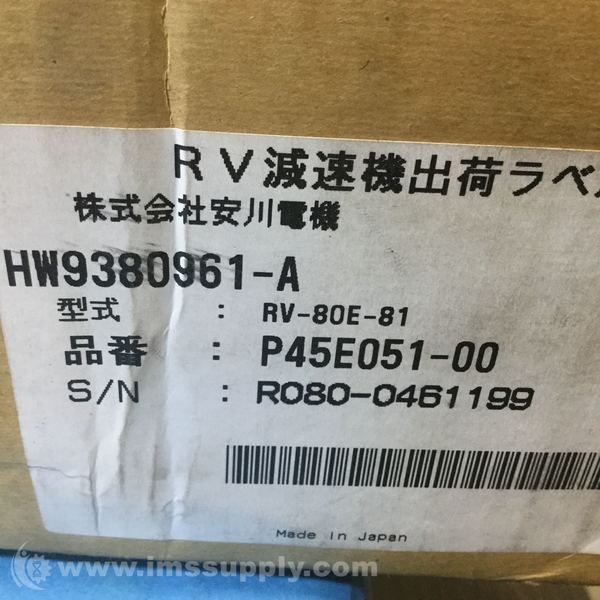 RV減速機出荷ラベル
株式会社安川電機
HW9380961-A
型式 : RV-80E-81
品番 : P45E051-00
S/N : R080-0461199
Made in Japan
www.imssupply.com